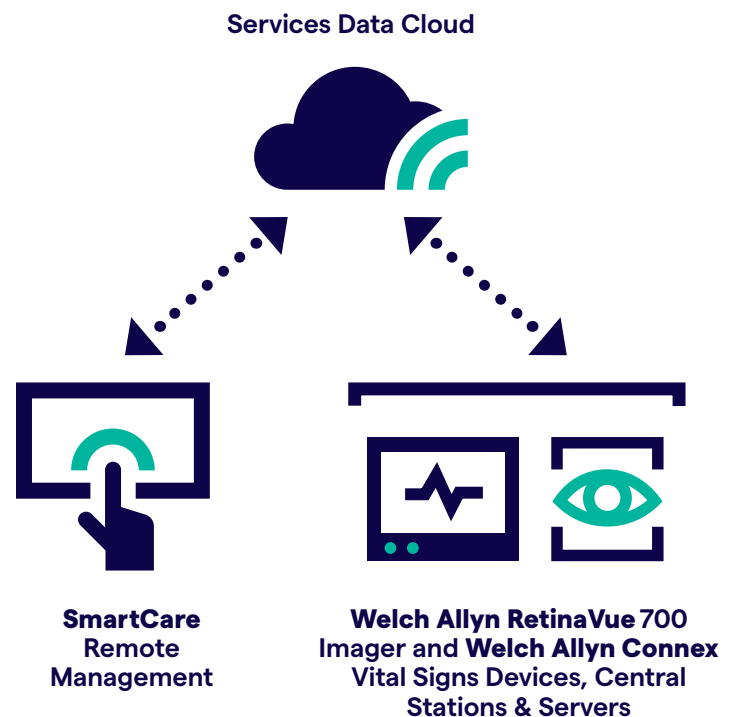 Services Data Cloud
SmartCare
Remote
Management
Welch Allyn RetinaVue 700
Imager and Welch Allyn Connex
Vital Signs Devices, Central
Stations & Servers